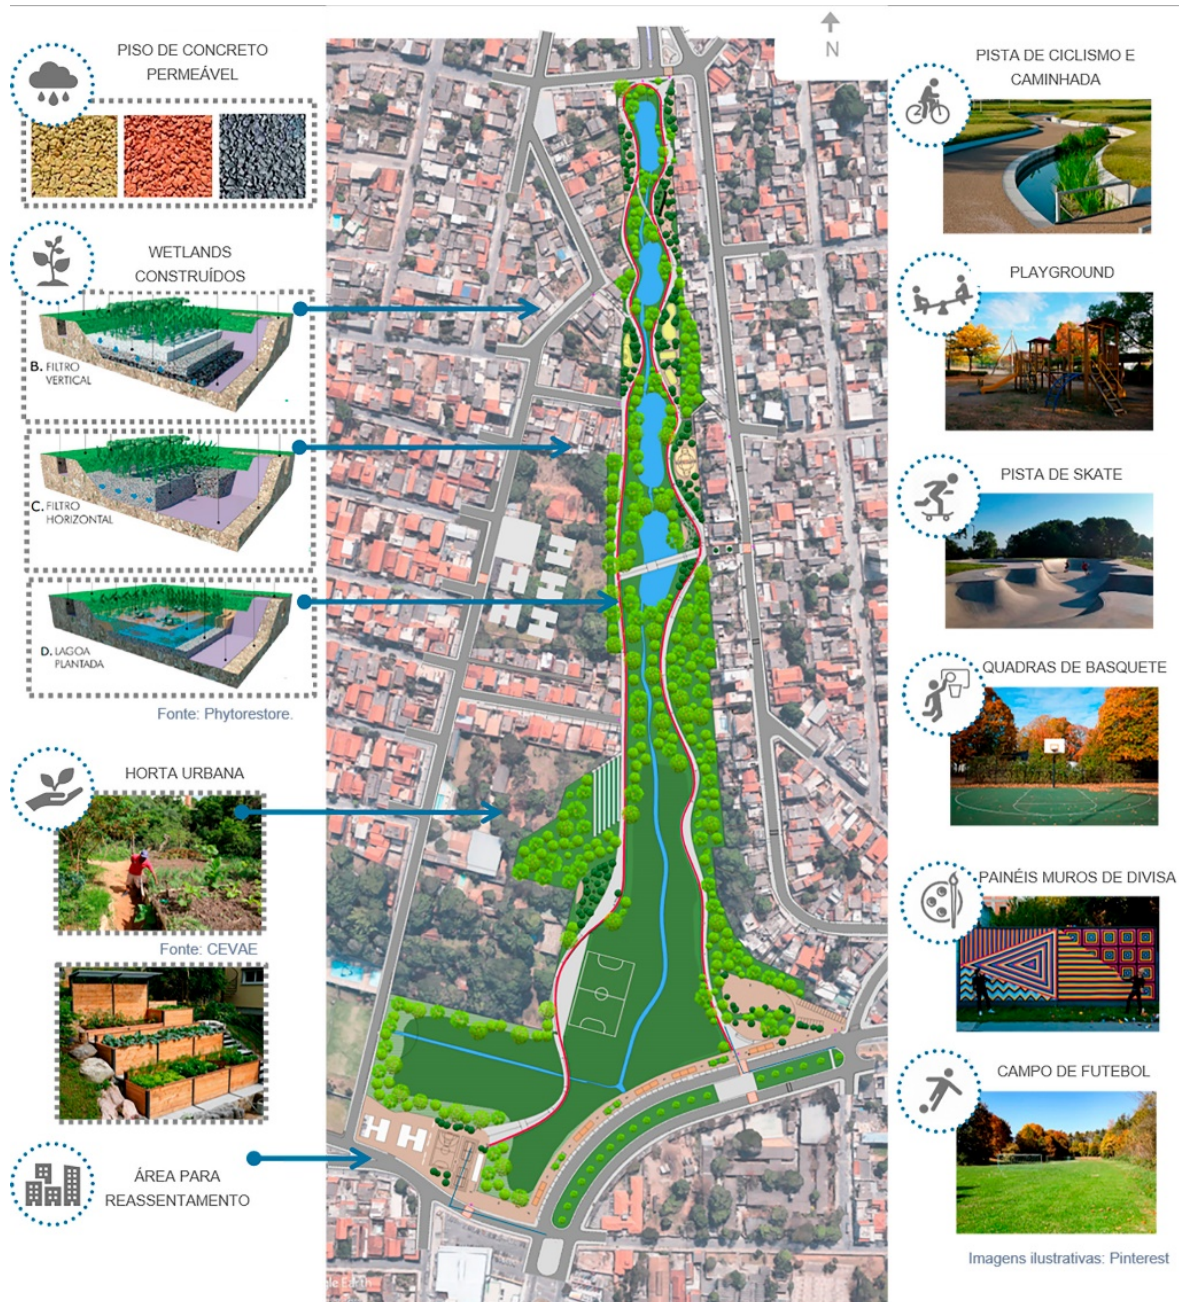 PISO DE CONCRETO
PERMEÁVEL
WETLANDS
CONSTRUÍDOS
B. FILTRO
VERTICAL
C. FILTRO
HORIZONTAL
D. LAGOA
PLANTADA
Fonte: Phytorestore.
HORTA URBANA
Fonte: CEVAE
ÁREA PARA
REASSENTAMENTO
N
PISTA DE CICLISMO E
CAMINHADA
PLAYGROUND
PISTA DE SKATE
QUADRAS DE BASQUETE
PAINÉIS MUROS DE DIVISA
CAMPO DE FUTEBOL
Imagens ilustrativas: Pinterest